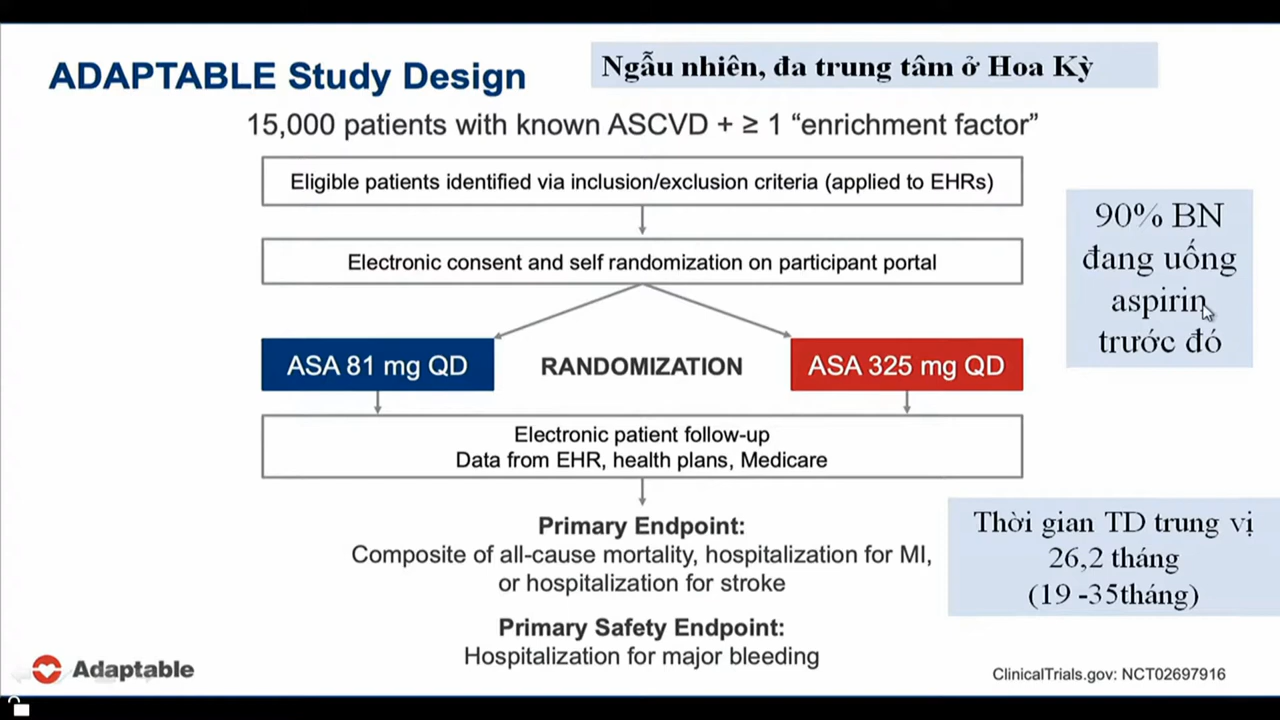 ADAPTABLE Study Design
Ngẫu nhiên, đa trung tâm ở Hoa Kỳ
15,000 patients with known ASCVD + ≥ 1 “enrichment factor”
Eligible patients identified via inclusion/exclusion criteria (applied to EHRs)
Electronic consent and self randomization on participant portal
90% BN
đang uống
aspirin
trước đó
ASA 81 mg QD
RANDOMIZATION
ASA 325 mg QD
Electronic patient follow-up
Data from EHR, health plans, Medicare
Primary Endpoint:
Composite of all-cause mortality, hospitalization for MI,
or hospitalization for stroke
Thời gian TD trung vị
26,2 tháng
(19 -35tháng)
Primary Safety Endpoint:
Hospitalization for major bleeding
Adaptable
ClinicalTrials.gov: NCT02697916